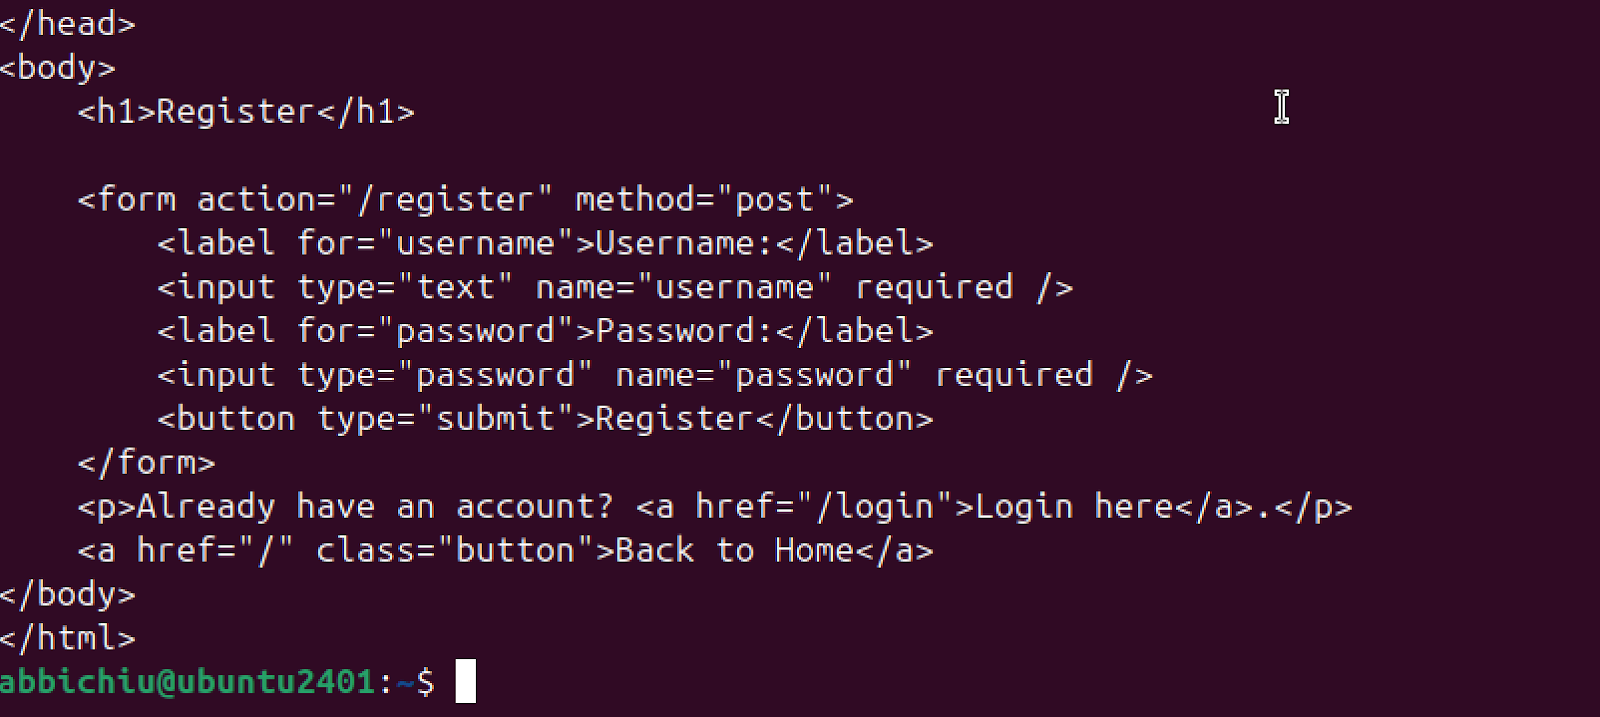 </head>
<body>
    <h1>Register</h1>

    <form action="/register" method="post">
        <label for="username">Username:</label>
        <input type="text" name="username" required />
        <label for="password">Password:</label>
        <input type="password" name="password" required />
        <button type="submit">Register</button>
    </form>
    <p>Already have an account? <a href="/login">Login here</a>.</p>
    <a href="/" class="button">Back to Home</a>
</body>
</html>
abbichiu@ubuntu2401:~$